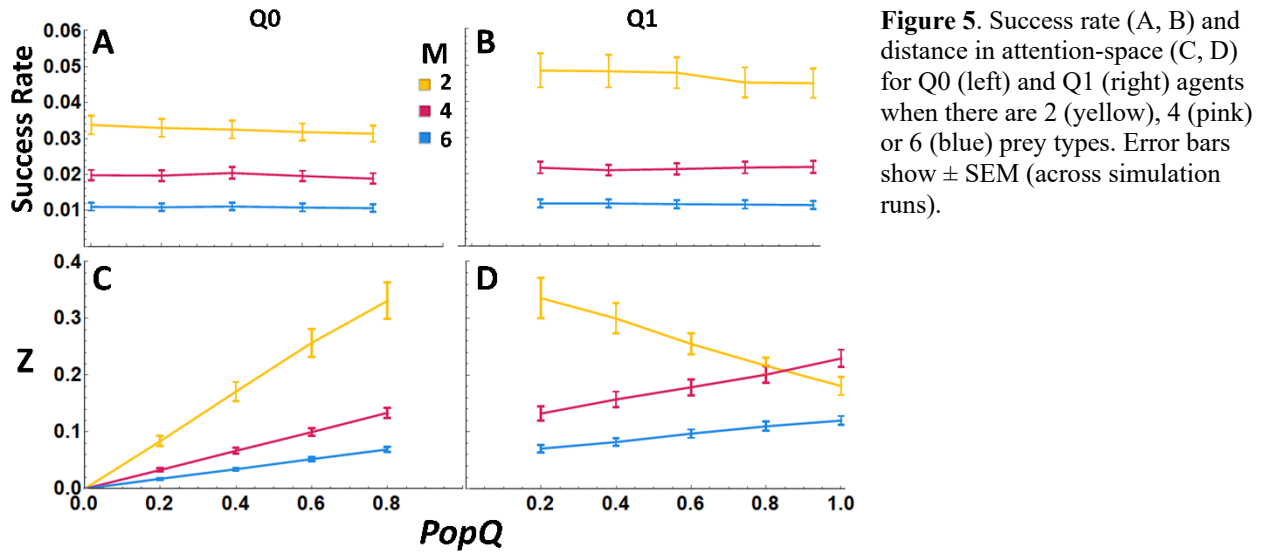 Q0
Q1
A
B
Success Rate
0.06
0.05
0.04
0.03
0.02
0.01
M
2
4
6
C
D
Z
0.4
0.3
0.2
0.1
0.0
0.0 0.2 0.4 0.6 0.8
0.2 0.4 0.6 0.8 1.0
PopQ
Figure 5. Success rate (A, B) and
distance in attention-space (C, D)
for Q0 (left) and Q1 (right) agents
when there are 2 (yellow), 4 (pink)
or 6 (blue) prey types. Error bars
show ± SEM (across simulation
runs).